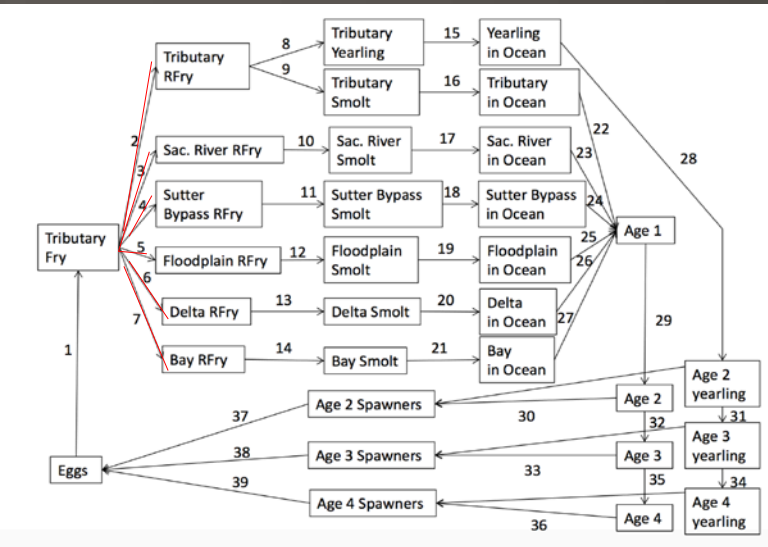 Tributary
RFry
8
9
Tributary
Yearling
15
Yearling
in Ocean
Tributary
Smolt
16
Tributary
in Ocean
22
28
2
Sac. River RFry
10
Sac. River
Smolt
17
Sac. River
in Ocean
23
3
Sutter
Bypass RFry
11
Sutter Bypass
Smolt
18
Sutter Bypass
in Ocean
24
4
Tributary
Fry
5
Floodplain RFry
12
Floodplain
Smolt
19
Floodplain
in Ocean
25
26
Age 1
6
Delta RFry
13
Delta Smolt
20
Delta
in Ocean
27
29
7
1
Bay RFry
14
Bay Smolt
21
Bay
in Ocean
Age 2
yearling
37
Age 2 Spawners
30
Age 2
31
32
38
Age 3 Spawners
33
Age 3
Age 3
yearling
Eggs
39
35
34
Age 4 Spawners
36
Age 4
Age 4
yearling